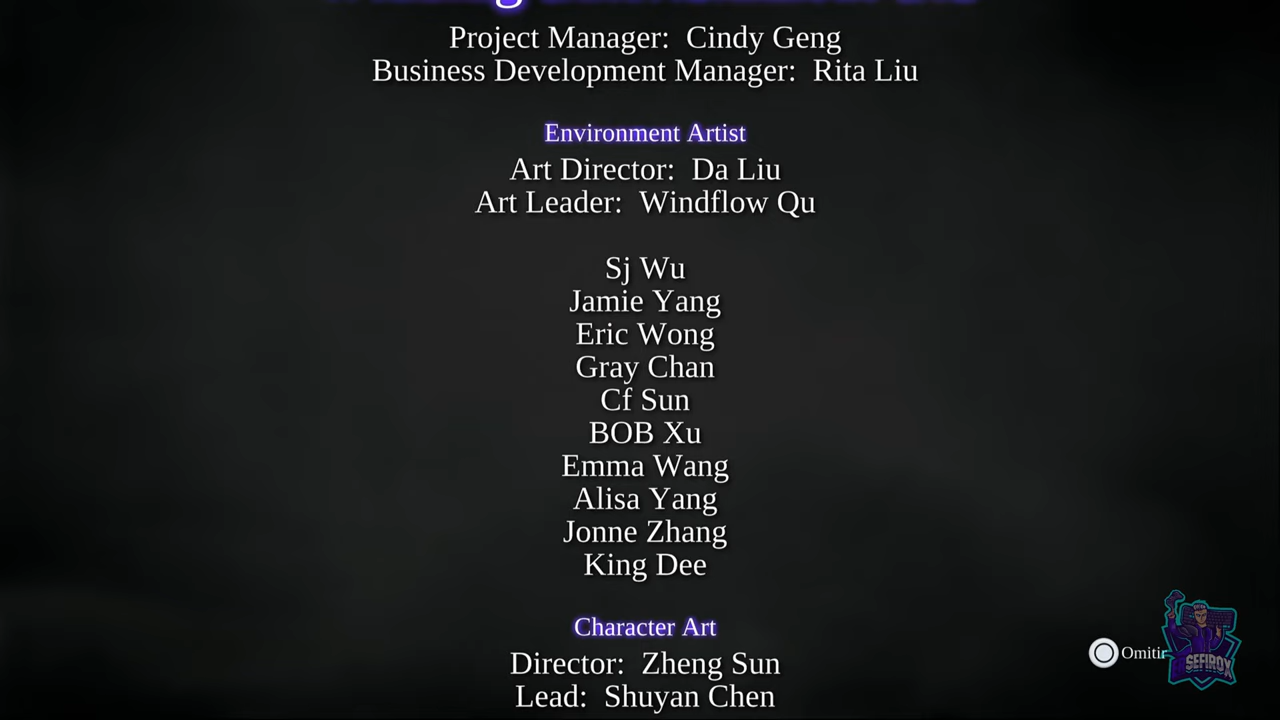 Project Manager:  Cindy Geng
Business Development Manager:  Rita Liu
Environment Artist
Art Director:  Da Liu
Art Leader:  Windflow Qu
Sj Wu
Jamie Yang
Eric Wong
Gray Chan
Cf Sun
BOB Xu
Emma Wang
Alisa Yang
Jonne Zhang
King Dee
Character Art
Director:  Zheng Sun
Lead:  Shuyan Chen
Omitir
SEFIROX